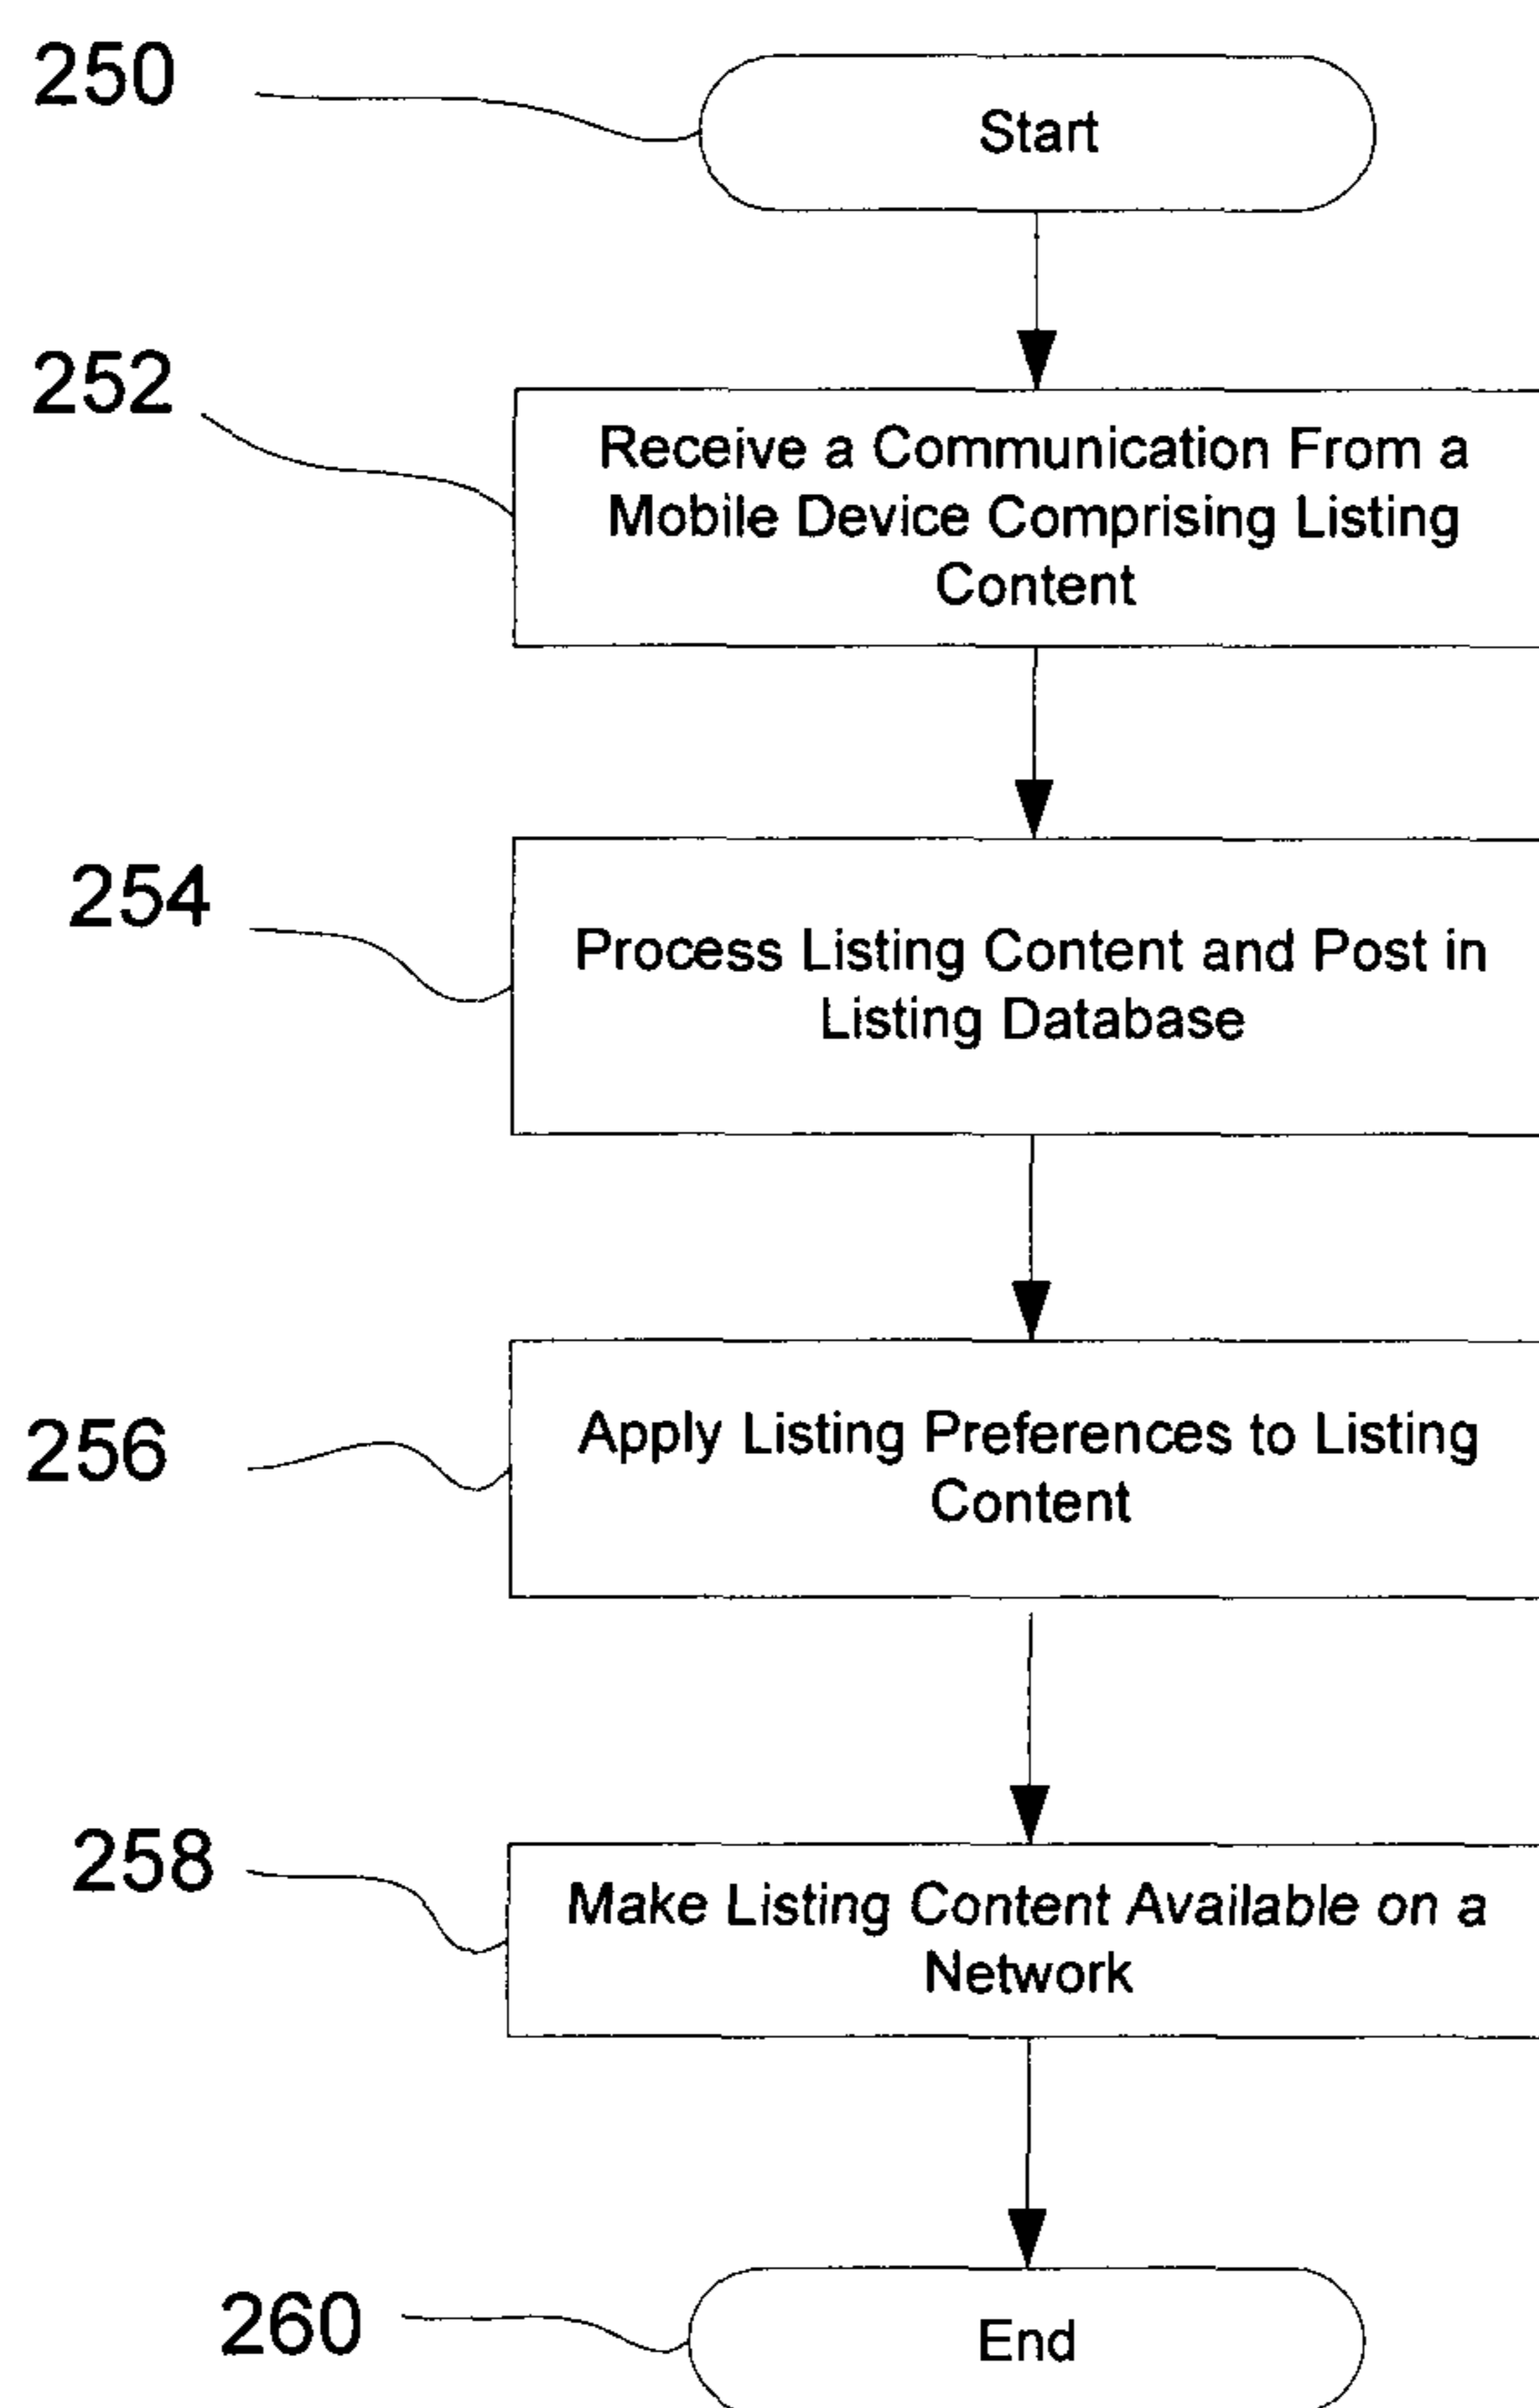 250
Start
252
Receive a Communication From a
Mobile Device Comprising Listing
Content
254
Process Listing Content and Post in
Listing Database
256
Apply Listing Preferences to Listing
Content
258
Make Listing Content Available on a
Network
260
End